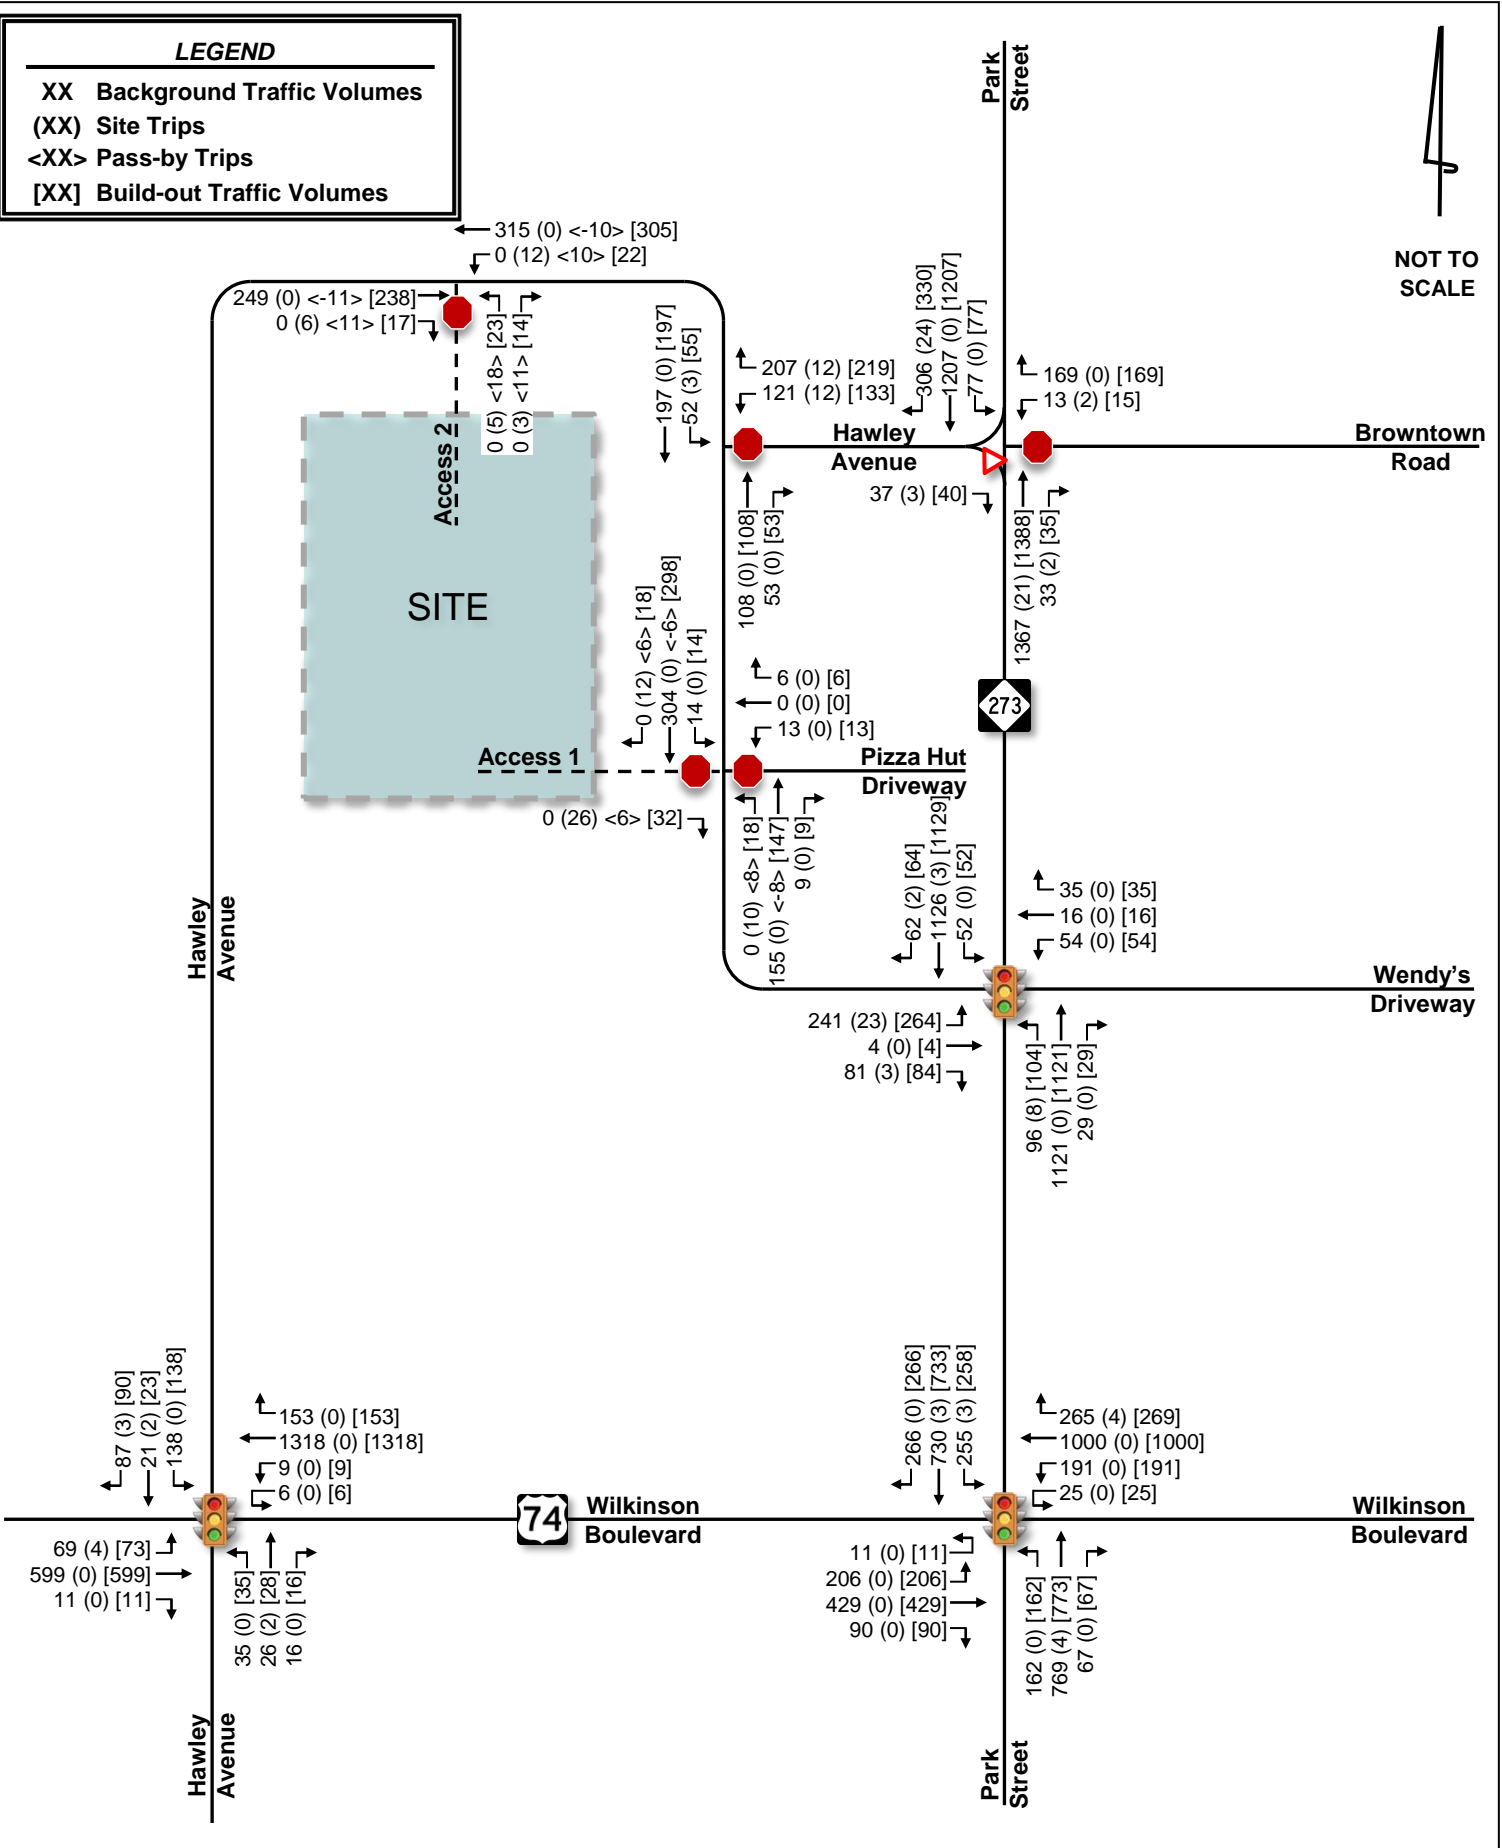 LEGEND
XX Background Traffic Volumes
(XX) Site Trips
<XX> Pass-by Trips
[XX] Build-out Traffic Volumes
Park
Street
NOT TO
SCALE
315 (0) <-10> [305]
0 (12) <10> [22]
249 (0) <-11> [238]
0 (6) <11> [17]
0 (5) <18> [23]
0 (3) <11> [14]
197 (0) [197]
52 (3) [55]
207 (12) [219]
121 (12) [133]
306 (24) [330]
1207 (0) [1207]
77 (0) [77]
169 (0) [169]
13 (2) [15]
Access 2
Hawley
Avenue
Browntown
Road
37 (3) [40]
108 (0) [108]
53 (0) [53]
1367 (21) [1388]
33 (2) [35]
SITE
0 (12) <6> [18]
304 (0) <-6> [298]
14 (0) [14]
6 (0) [6]
0 (0) [0]
13 (0) [13]
273
Access 1
Pizza Hut
Driveway
0 (26) <6> [32]
0 (10) <8> [18]
155 (0) <-8> [147]
9 (0) [9]
62 (2) [64]
1126 (3) [1129]
52 (0) [52]
35 (0) [35]
16 (0) [16]
54 (0) [54]
Hawley
Avenue
Wendy's
Driveway
241 (23) [264]
4 (0) [4]
81 (3) [84]
96 (8) [104]
1121 (0) [1121]
29 (0) [29]
87 (3) [90]
21 (2) [23]
138 (0) [138]
153 (0) [153]
1318 (0) [1318]
9 (0) [9]
6 (0) [6]
266 (0) [266]
730 (3) [733]
255 (3) [258]
265 (4) [269]
1000 (0) [1000]
191 (0) [191]
25 (0) [25]
74
Wilkinson
Boulevard
Wilkinson
Boulevard
69 (4) [73]
599 (0) [599]
11 (0) [11]
35 (0) [35]
26 (2) [28]
16 (0) [16]
11 (0) [11]
206 (0) [206]
429 (0) [429]
90 (0) [90]
162 (0) [162]
769 (4) [773]
67 (0) [67]
Hawley
Avenue
Park
Street